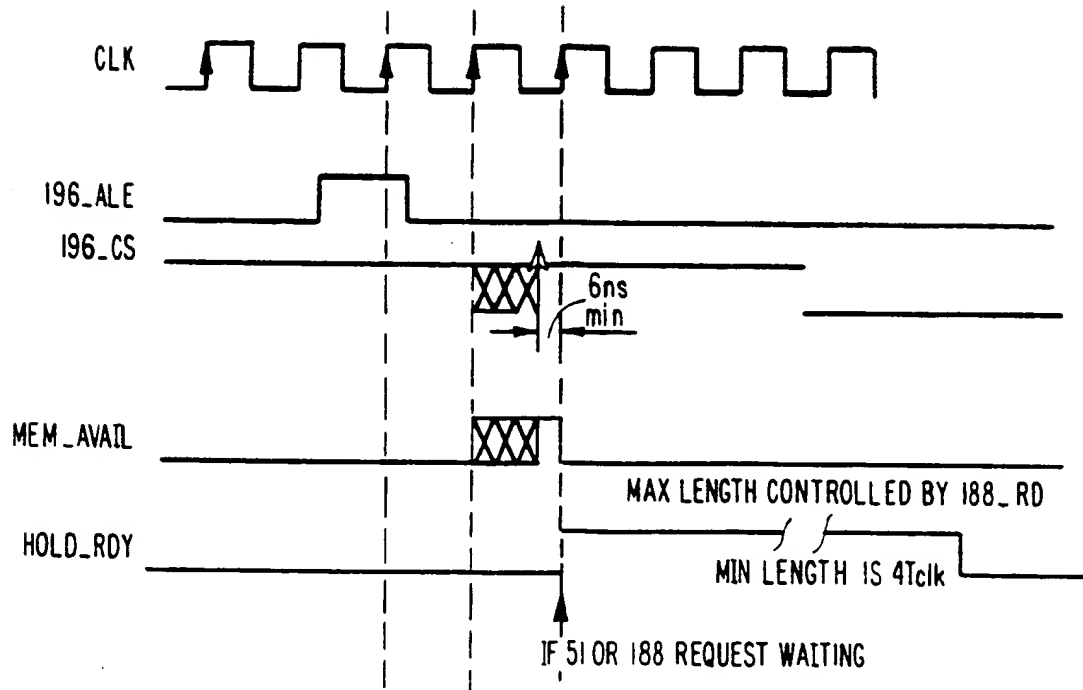 CLK
196_ALE
196_CS
6ns
min
MEM_AVAIL
MAX LENGTH CONTROLLED BY 188_RD
HOLD_RDY
MIN LENGTH IS 4Tclk
IF 51 OR 188 REQUEST WAITING